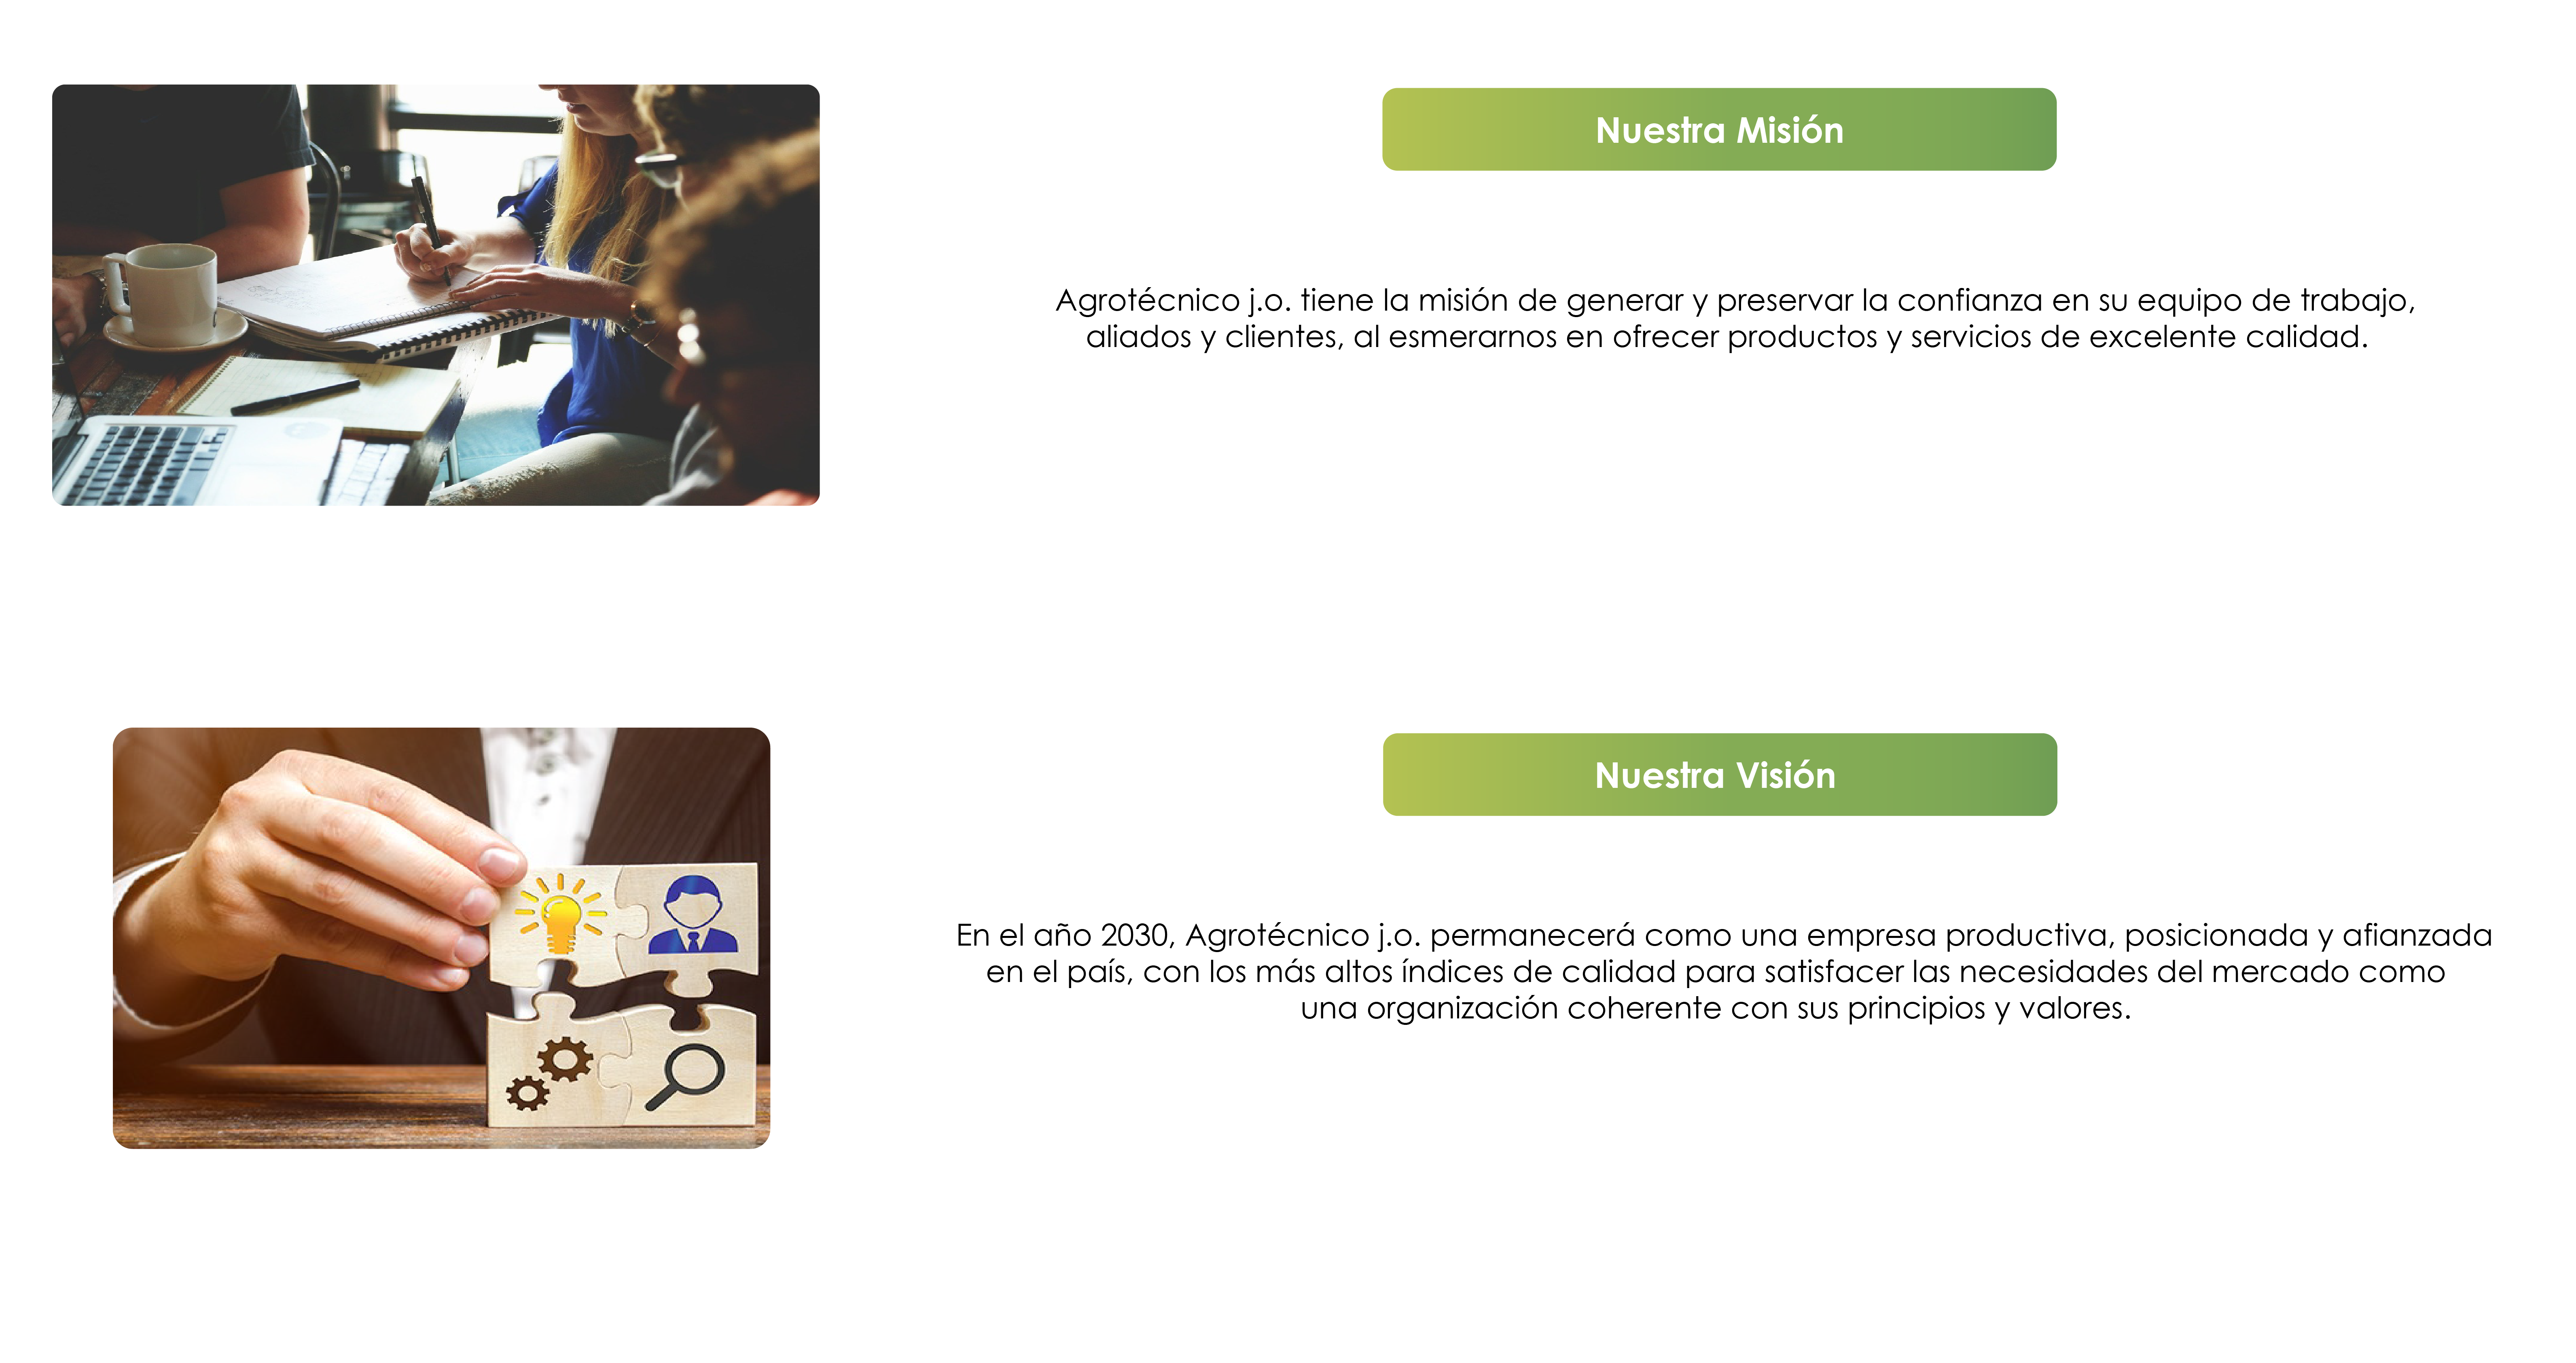 Nuestra Misión
Agrotécnico j.o. tiene la misión de generar y preservar la confianza en su equipo de trabajo,
aliados y clientes, al esmerarnos en ofrecer productos y servicios de excelente calidad.
Nuestra Visión
En el año 2030, Agrotécnico j.o. permanecerá como una empresa productiva, posicionada y afianzada
en el país, con los más altos índices de calidad para satisfacer las necesidades del mercado como
una organización coherente con sus principios y valores.